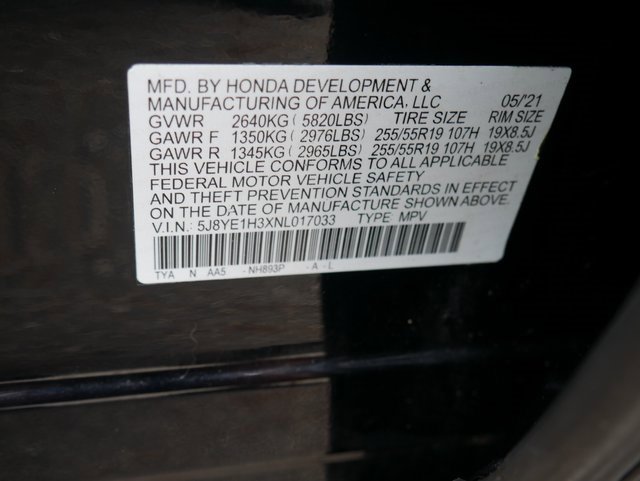 MFD. BY HONDA DEVELOPMENT &
MANUFACTURING OF AMERICA, LLC 05/'21
GVWR 2640KG ( 5820LBS) TIRE SIZE RIM SIZE
GAWR F 1350KG ( 2976LBS) 255/55R19 107H 19X8.5J
GAWR R 1345KG ( 2965LBS) 255/55R19 107H 19X8.5J
THIS VEHICLE CONFORMS TO ALL APPLICABLE
FEDERAL MOTOR VEHICLE SAFETY
AND THEFT PREVENTION STANDARDS IN EFFECT
ON THE DATE OF MANUFACTURE SHOWN ABOVE.
V.I.N.: 5J8YE1H3XNL017033 TYPE MPV
TYA N AA5 -NH893P -A -L